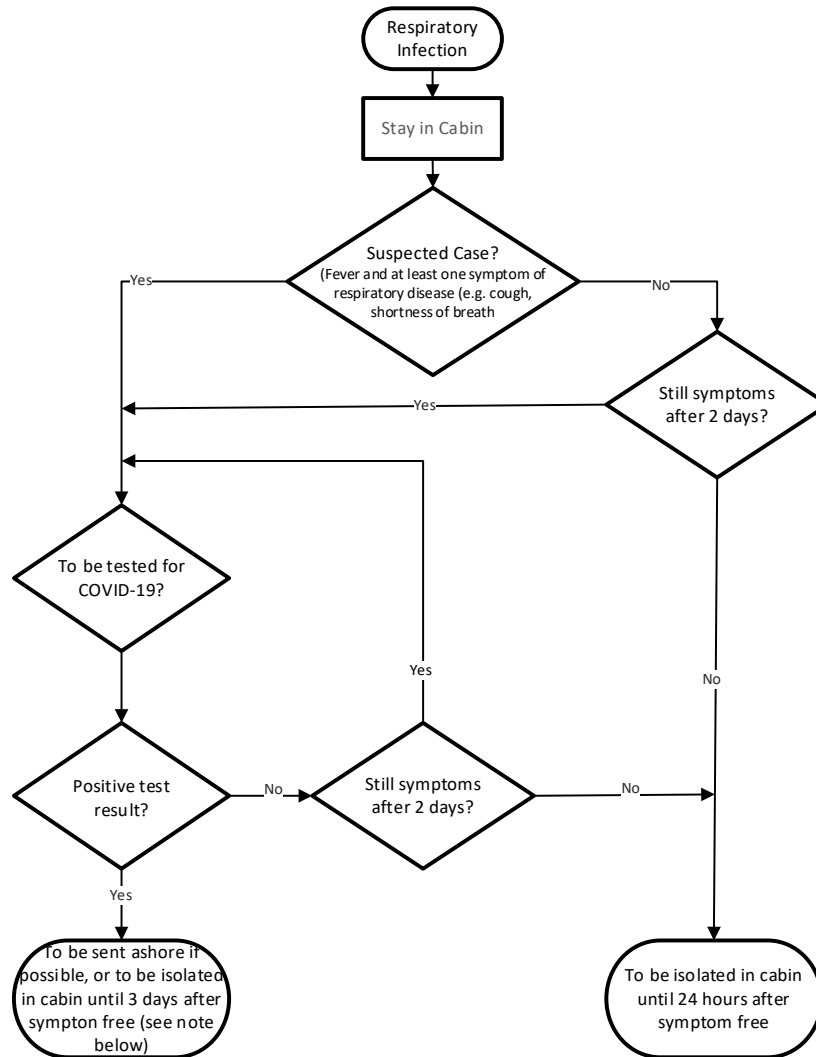 Respiratory
Infection
Stay in Cabin
Suspected Case?
(Fever and at least one symptom of
respiratory disease (e.g. cough,
shortness of breath
Yes
No
Still symptoms
after 2 days?
Yes
To be tested for
COVID-19?
Yes
No
Positive test
result?
No
Still symptoms
after 2 days?
No
Yes
To be sent ashore if
possible, or to be isolated
in cabin until 3 days after
sympton free (see note
below)
To be isolated in cabin
until 24 hours after
symptom free